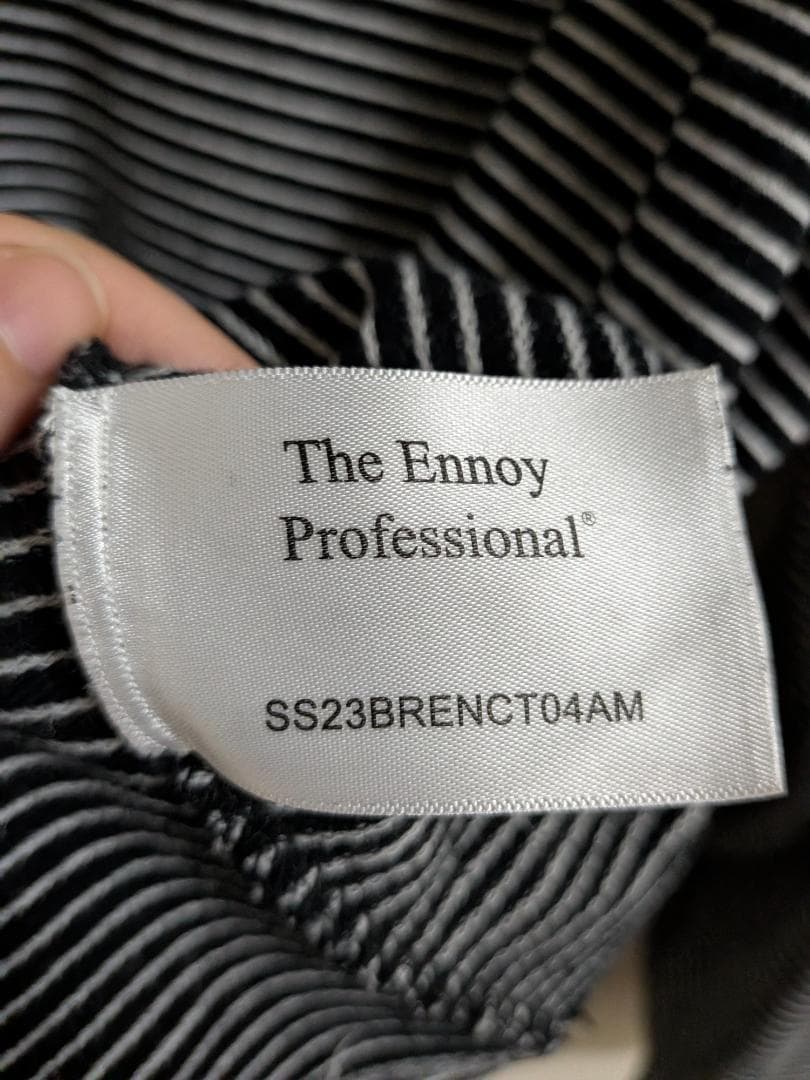 The Ennoy
Professional®
SS23BRENCT04AM